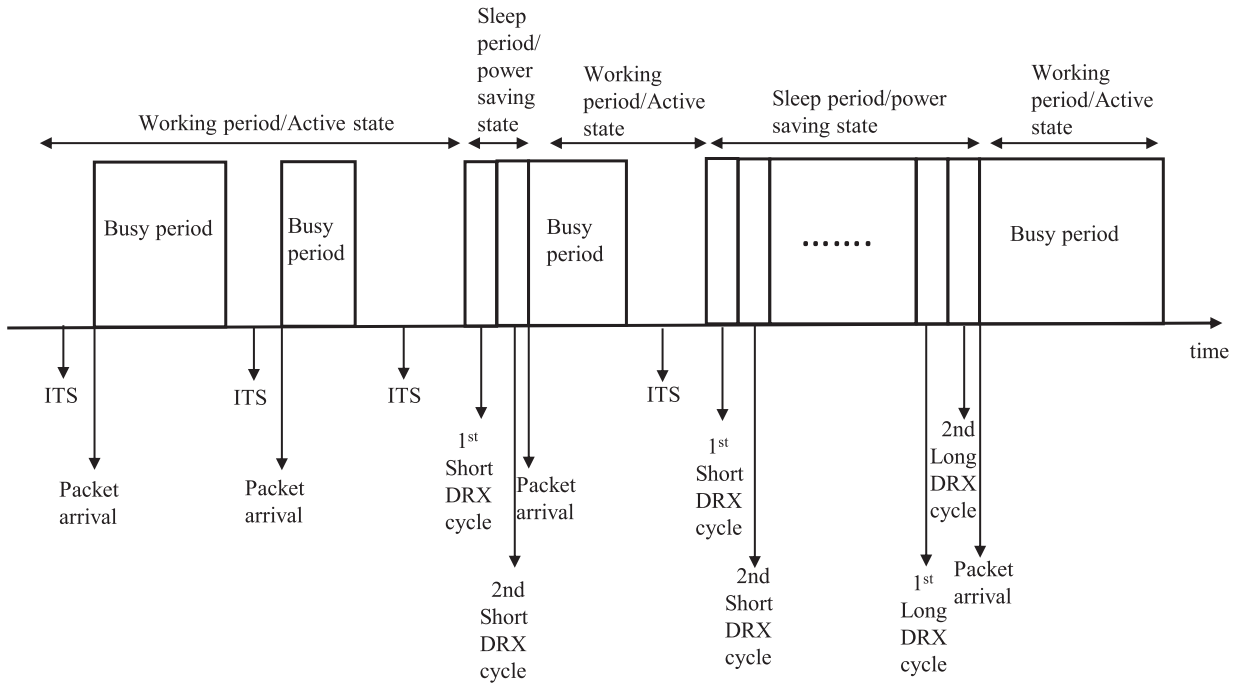 Sleep
period/
power
saving
state
Working
period/Active
state
Working
period/Active
state
Sleep period/power
saving state
Working period/Active state
Busy period
Busy
period
Busy
period
.......
Busy period
time
ITS
ITS
ITS
ITS
Packet
arrival
Packet
arrival
1st
Short
DRX
cycle
Packet
arrival
2nd
Short
DRX
cycle
1st
Short
DRX
cycle
2nd
Short
DRX
cycle
2nd
Long
DRX
cycle
1st
Long
DRX
cycle
Packet
arrival